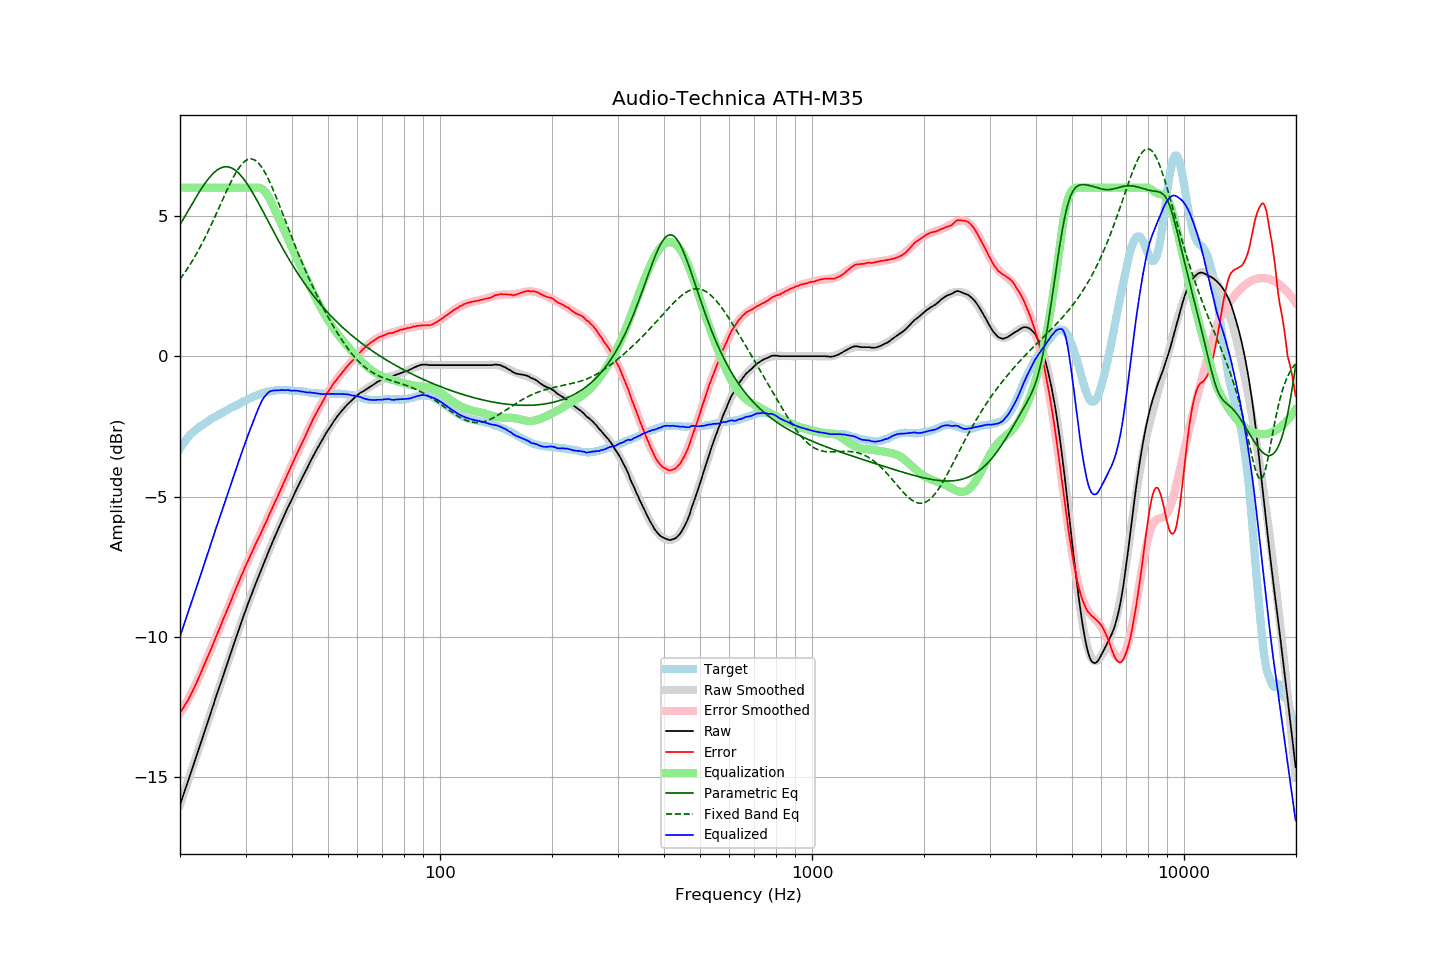 Audio-Technica ATH-M35
Amplitude (dBr)
5
0
−5
−10
−15
Target
Raw Smoothed
Error Smoothed
Raw
Error
Equalization
Parametric Eq
Fixed Band Eq
Equalized
100
1000
10000
Frequency (Hz)